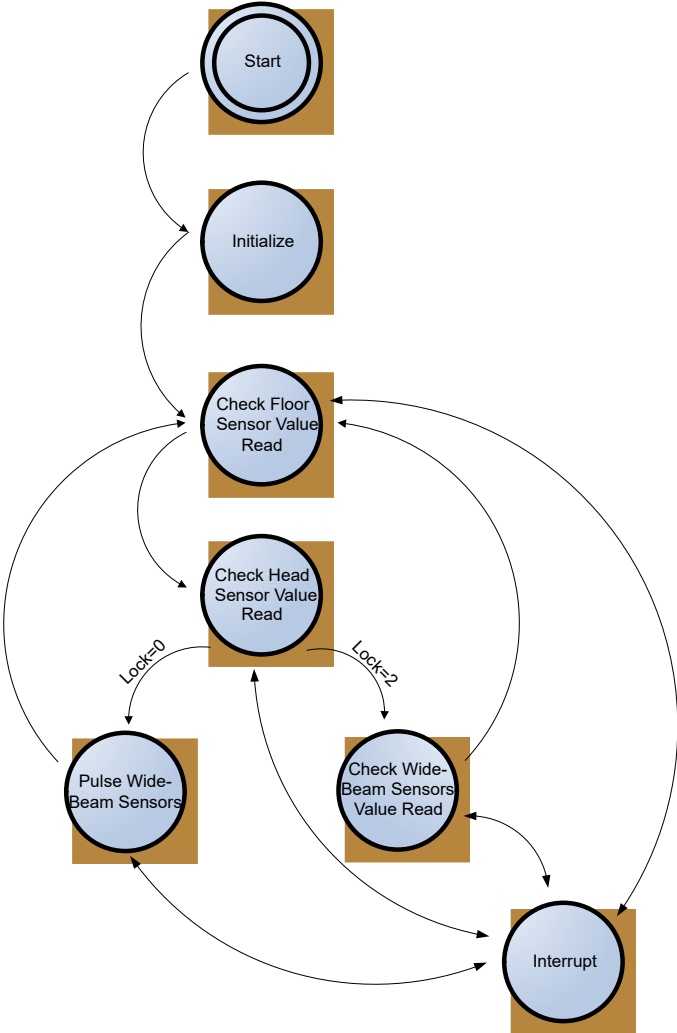 Start
Initialize
Check Floor
Sensor Value
Read
Check Head
Sensor Value
Read
Lock=0
Lock=2
Pulse Wide-
Beam Sensors
Check Wide-
Beam Sensors
Value Read
Interrupt